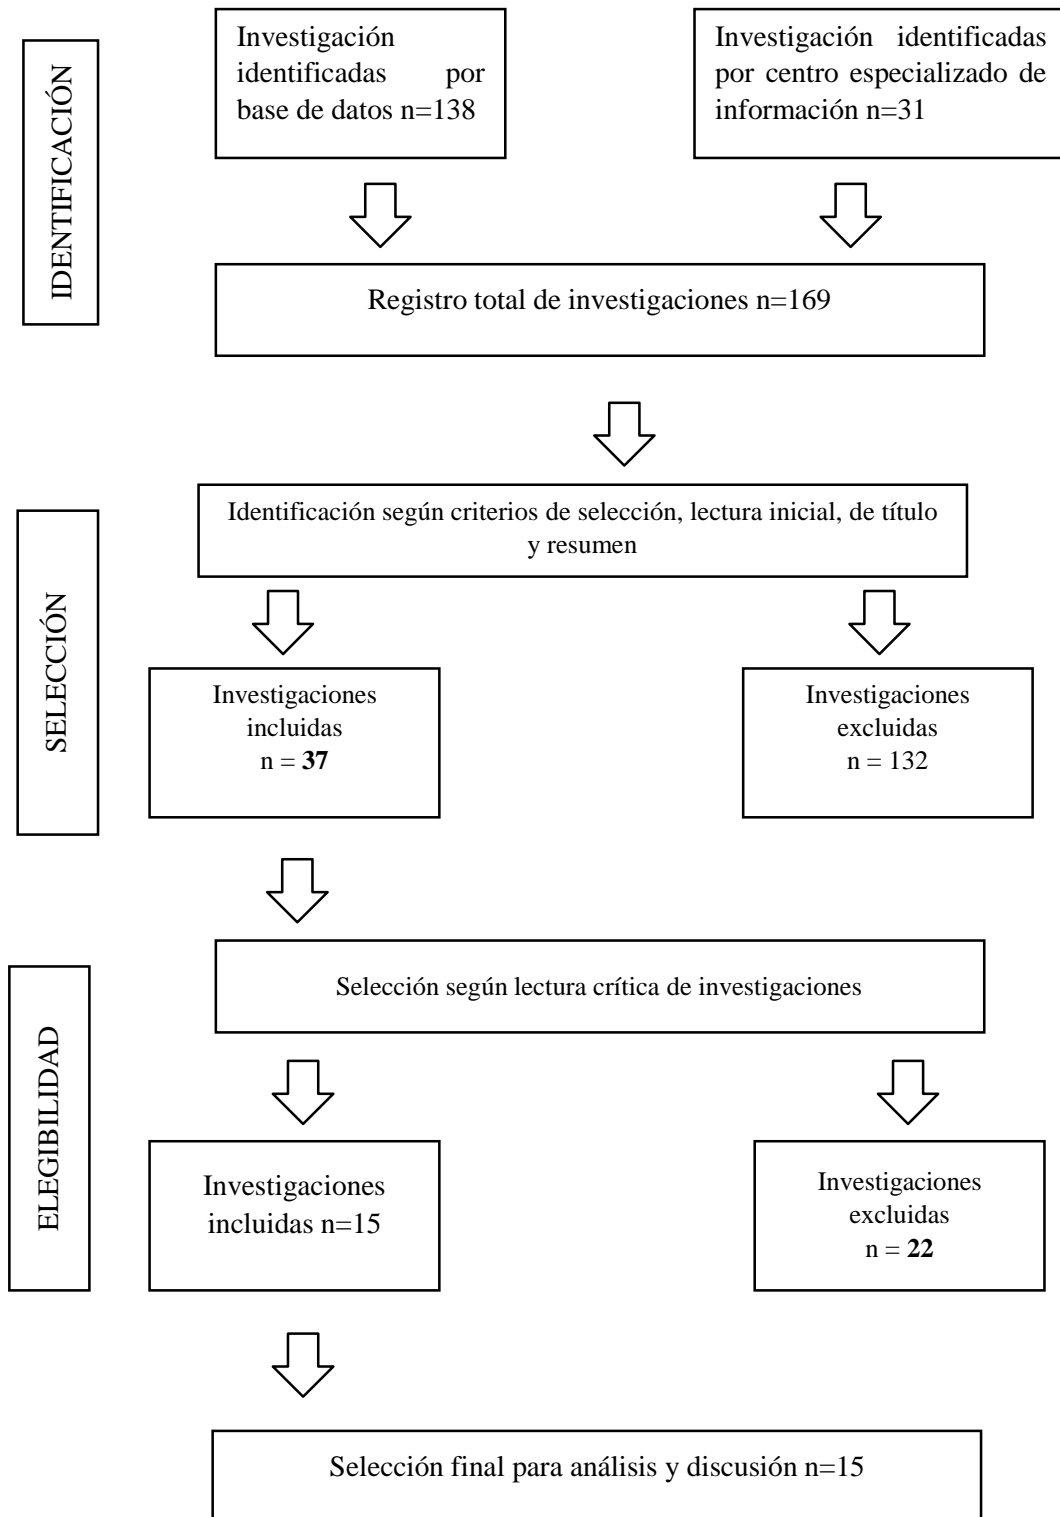 IDENTIFICACIÓN
Investigación
identificadas por
base de datos n=138
Investigación identificadas
por centro especializado de
información n=31
Registro total de investigaciones n=169
SELECCIÓN
Identificación según criterios de selección, lectura inicial, de título
y resumen
Investigaciones
incluidas
n = 37
Investigaciones
excluidas
n = 132
ELEGIBILIDAD
Selección según lectura crítica de investigaciones
Investigaciones
incluidas n=15
Investigaciones
excluidas
n = 22
Selección final para análisis y discusión n=15